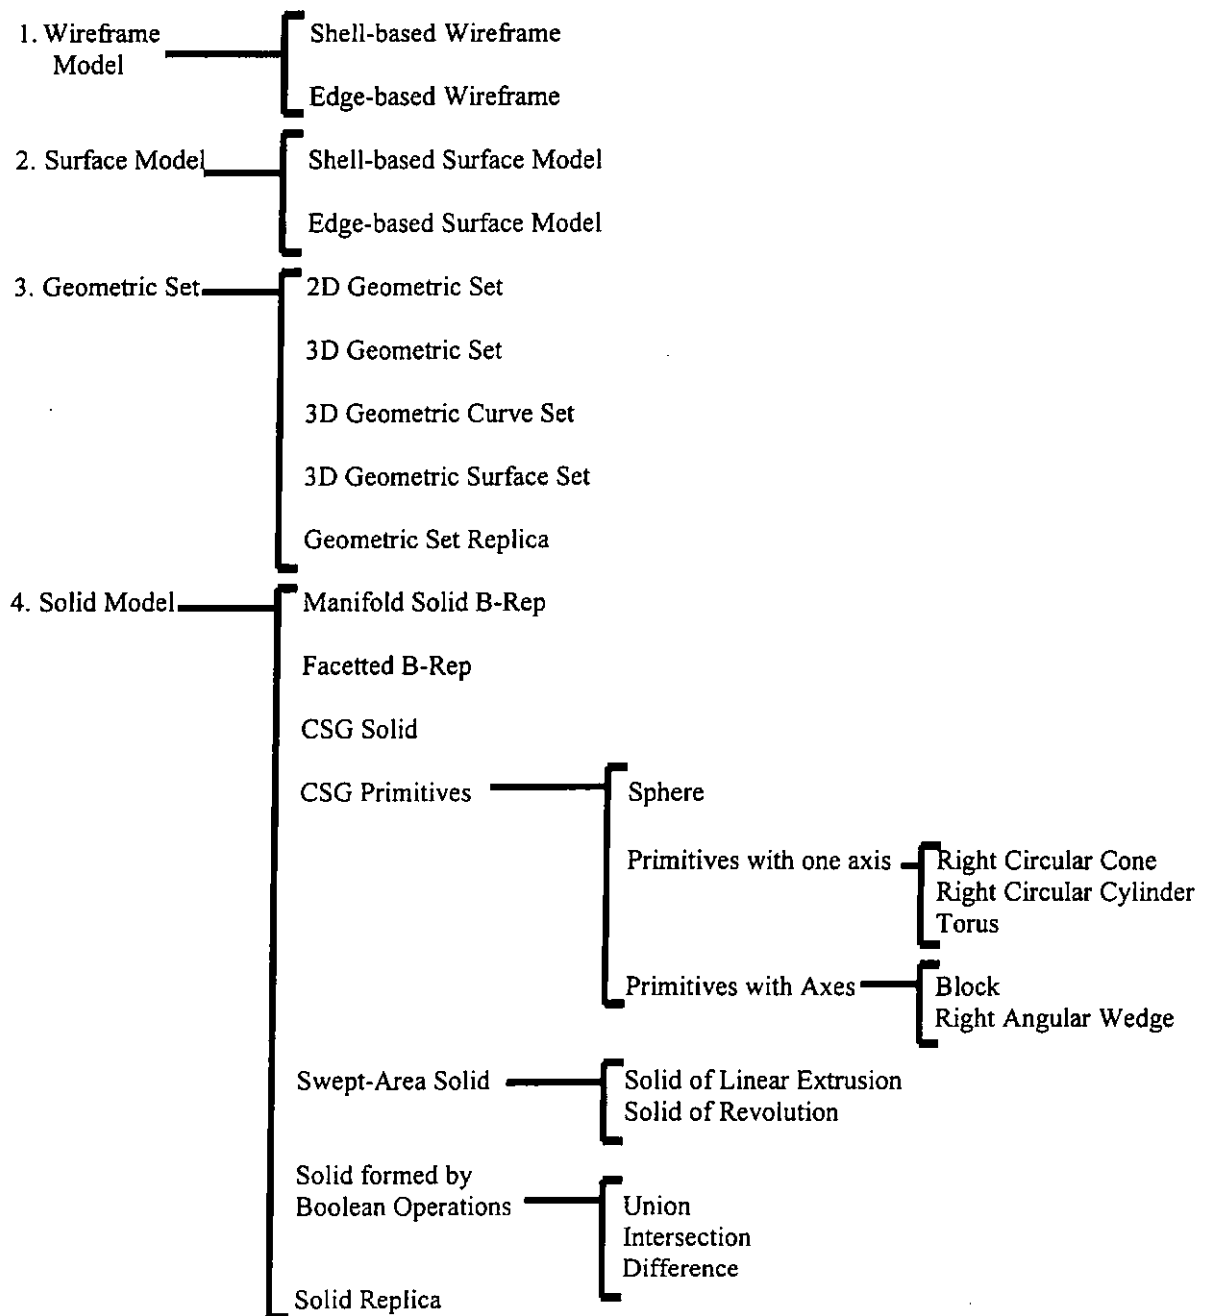 1. Wireframe
Model
Shell-based Wireframe
Edge-based Wireframe
2. Surface Model
Shell-based Surface Model
Edge-based Surface Model
3. Geometric Set
2D Geometric Set
3D Geometric Set
3D Geometric Curve Set
3D Geometric Surface Set
Geometric Set Replica
4. Solid Model
Manifold Solid B-Rep
Facetted B-Rep
CSG Solid
CSG Primitives
Sphere
Primitives with one axis
Right Circular Cone
Right Circular Cylinder
Torus
Primitives with Axes
Block
Right Angular Wedge
Swept-Area Solid
Solid of Linear Extrusion
Solid of Revolution
Solid formed by
Boolean Operations
Union
Intersection
Difference
Solid Replica